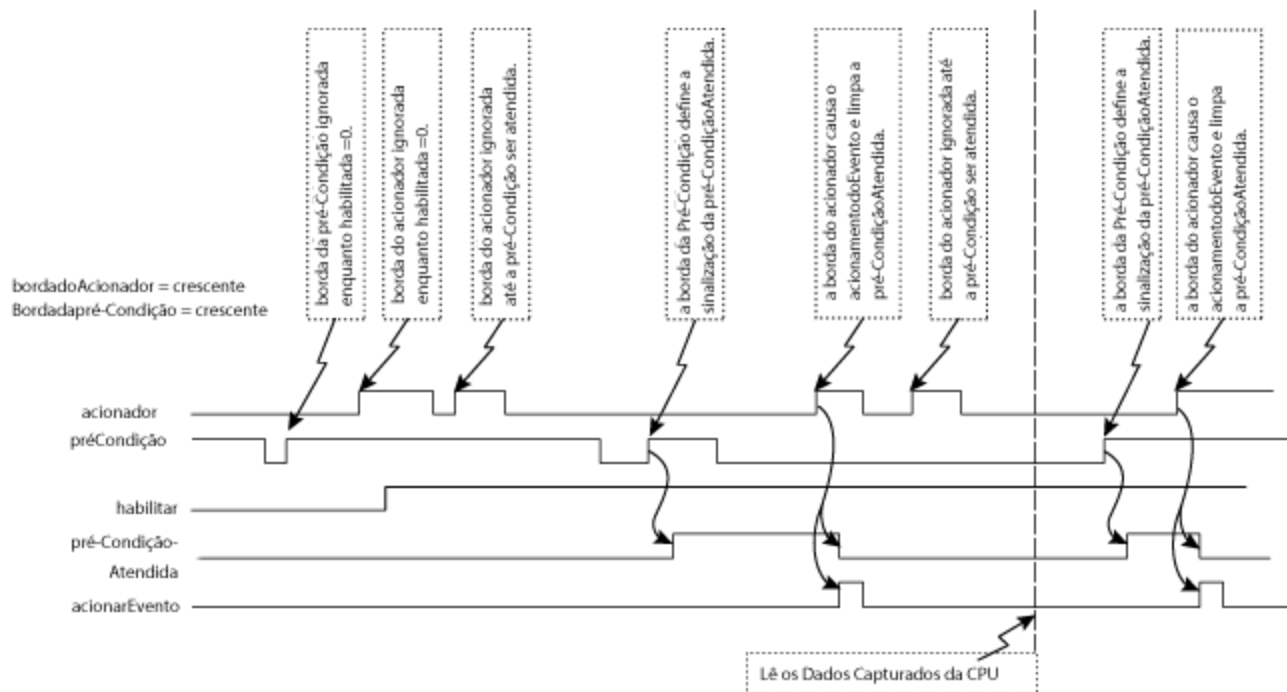 borda da pré-Condição ignorada
enquanto habilitada =0.
borda do acionador ignorada
enquanto habilitada =0.
borda do acionador ignorada
até a pré-Condição ser atendida.
a borda da Pré-Condição define a
sinalização da pré-CondiçãoAtendida.
a borda do acionador causa o
acionamentodoEvento e limpa a
pré-CondiçãoAtendida.
borda do acionador ignorada até
a pré-Condição ser atendida.
a borda da Pré-Condição define a
sinalização da pré-CondiçãoAtendida.
a borda do acionador causa o
acionamentodoEvento e limpa
a pré-CondiçãoAtendida.
bordadoAcionador = crescente
Bordadapré-Condição = crescente
acionador
préCondição
habilitar
pré-Condição-
Atendida
acionarEvento
Lê os Dados Capturados da CPU